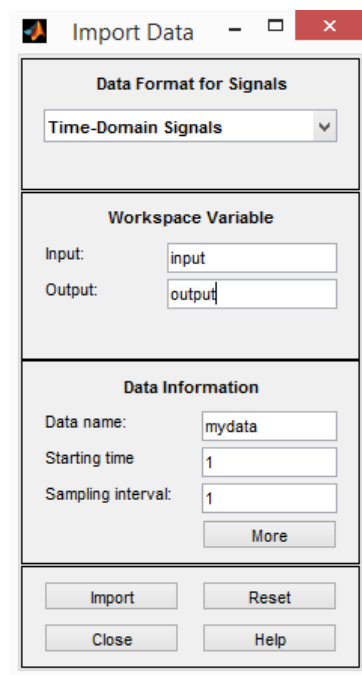 Import Data
Data Format for Signals
Time-Domain Signals
Workspace Variable
Input: input
Output: output
Data Information
Data name: mydata
Starting time 1
Sampling interval: 1
More
Import Reset
Close Help